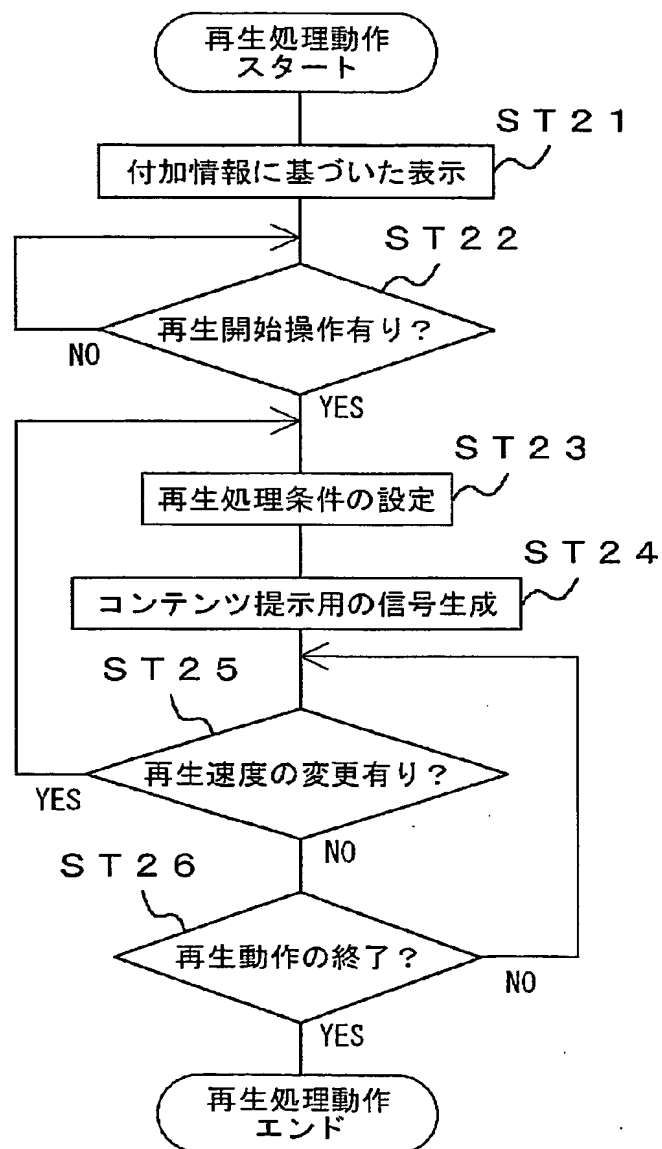 再生処理動作
スタート
ST21
付加情報に基づいた表示
ST22
再生開始操作有り？
NO
YES
ST23
再生処理条件の設定
ST24
コンテンツ提示用の信号生成
ST25
再生速度の変更有り？
YES
NO
ST26
再生動作の終了？
NO
YES
再生処理動作
エンド